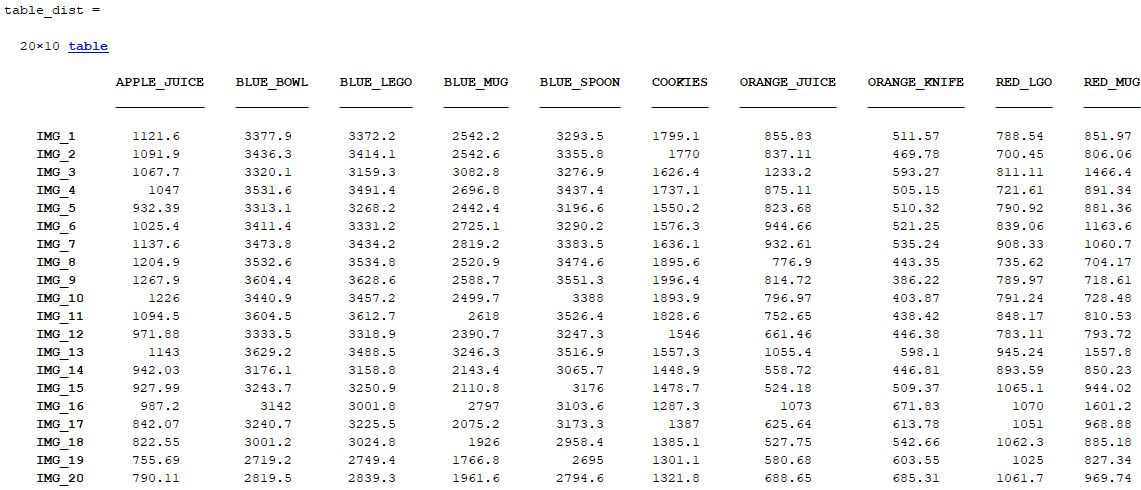 table_dist =
20×10 table
APPLE_JUICE BLUE_BOWL BLUE_LEGO BLUE_MUG BLUE_SPOON COOKIES ORANGE_JUICE ORANGE_KNIFE RED_LGO RED_MUG
IMG_1 1121.6 3377.9 3372.2 2542.2 3293.5 1799.1 855.83 511.57 788.54 851.97
IMG_2 1091.9 3436.3 3414.1 2542.6 3355.8 1770 837.11 469.78 700.45 806.06
IMG_3 1067.7 3320.1 3159.3 3082.8 3276.9 1626.4 1233.2 593.27 811.11 1466.4
IMG_4 1047 3531.6 3491.4 2696.8 3437.4 1737.1 875.11 505.15 721.61 891.34
IMG_5 932.39 3313.1 3268.2 2442.4 3196.6 1550.2 823.68 510.32 790.92 881.36
IMG_6 1025.4 3411.4 3331.2 2725.1 3290.2 1576.3 944.66 521.25 839.06 1163.6
IMG_7 1137.6 3473.8 3434.2 2819.2 3383.5 1636.1 932.61 535.24 908.33 1060.7
IMG_8 1204.9 3532.6 3534.8 2520.9 3474.6 1895.6 776.9 443.35 735.62 704.17
IMG_9 1267.9 3604.4 3628.6 2588.7 3551.3 1996.4 814.72 386.22 789.97 718.61
IMG_10 1226 3440.9 3457.2 2499.7 3388 1893.9 796.97 403.87 791.24 728.48
IMG_11 1094.5 3604.5 3612.7 2618 3526.4 1828.6 752.65 438.42 848.17 810.53
IMG_12 971.88 3333.5 3318.9 2390.7 3247.3 1546 661.46 446.38 783.11 793.72
IMG_13 1143 3629.2 3488.5 3246.3 3516.9 1557.3 1055.4 598.1 945.24 1557.8
IMG_14 942.03 3176.1 3158.8 2143.4 3065.7 1448.9 558.72 446.81 893.59 850.23
IMG_15 927.99 3243.7 3250.9 2110.8 3176 1478.7 524.18 509.37 1065.1 944.02
IMG_16 987.2 3142 3001.8 2797 3103.6 1287.3 1073 671.83 1070 1601.2
IMG_17 842.07 3240.7 3225.5 2075.2 3173.3 1387 625.64 613.78 1051 968.88
IMG_18 822.55 3001.2 3024.8 1926 2958.4 1385.1 527.75 542.66 1062.3 885.18
IMG_19 755.69 2719.2 2749.4 1766.8 2695 1301.1 580.68 603.55 1025 827.34
IMG_20 790.11 2819.5 2839.3 1961.6 2794.6 1321.8 688.65 685.31 1061.7 969.74